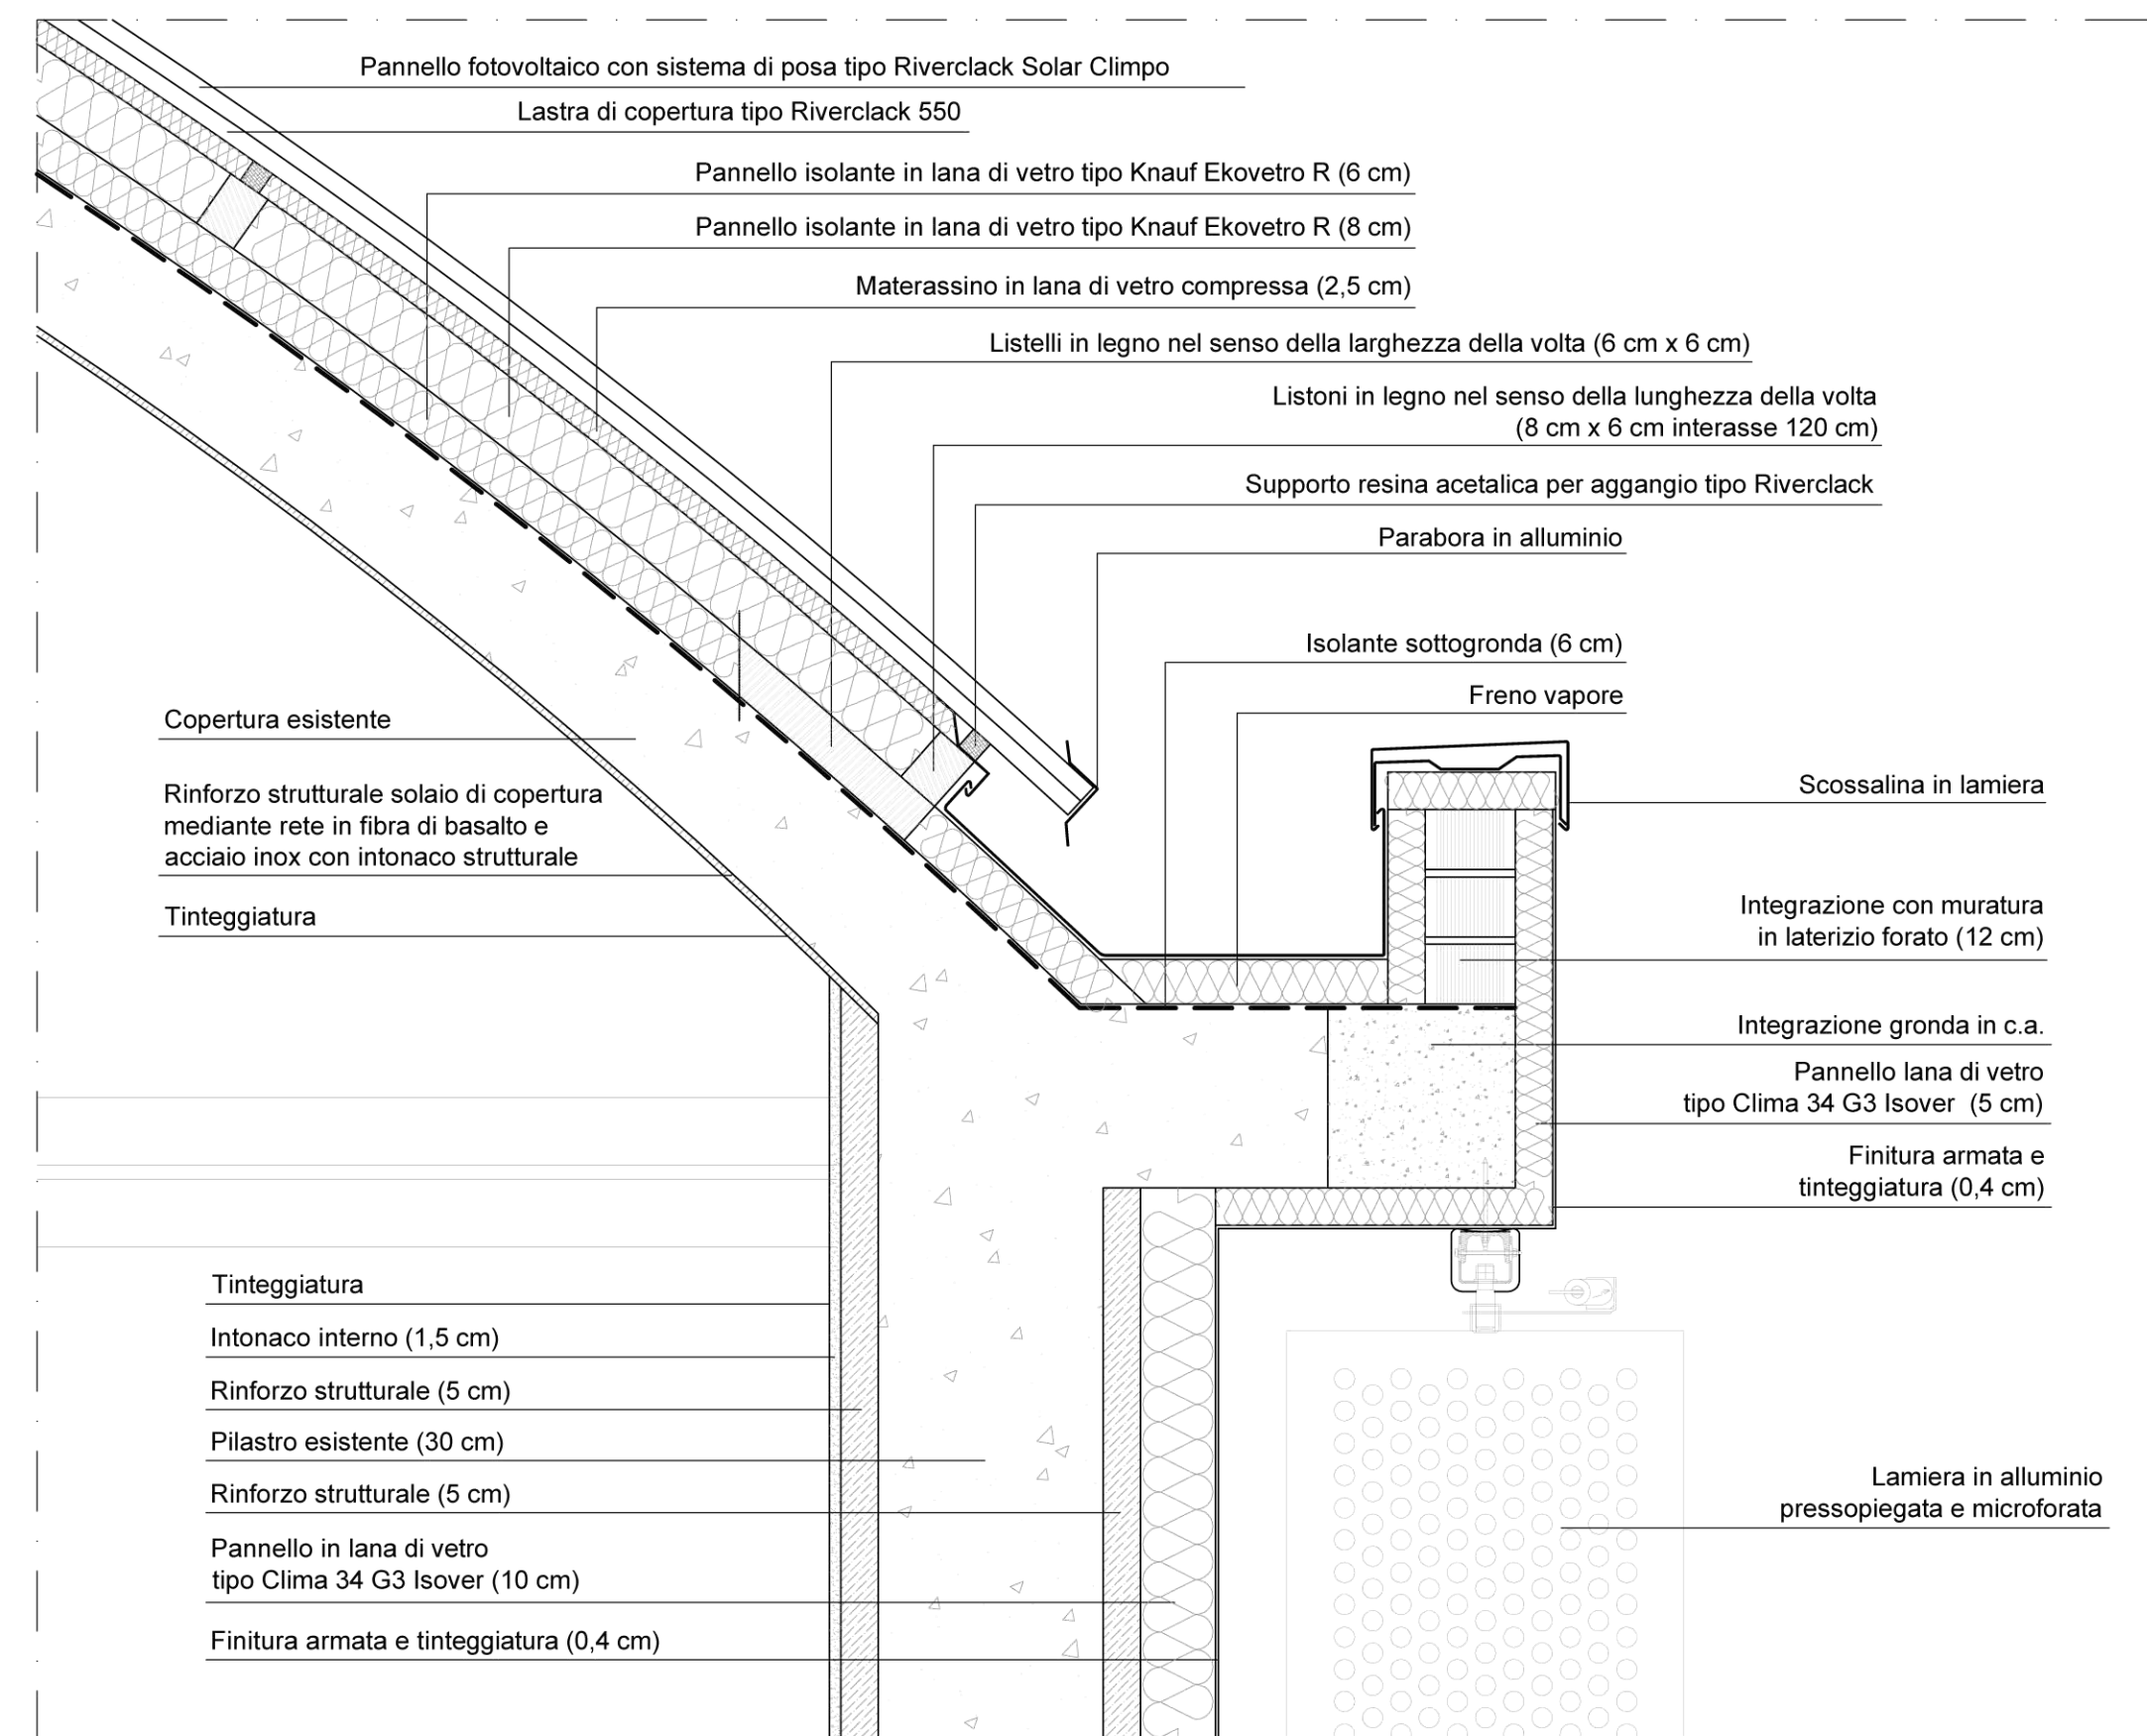 Pannello fotovoltaico con sistema di posa tipo Riverclack Solar Climpo
Lastra di copertura tipo Riverclack 550
Pannello isolante in lana di vetro tipo Knauf Ekovetro R (6 cm)
Pannello isolante in lana di vetro tipo Knauf Ekovetro R (8 cm)
Materassino in lana di vetro compressa (2,5 cm)
Listelli in legno nel senso della larghezza della volta (6 cm x 6 cm)
Listoni in legno nel senso della lunghezza della volta
(8 cm x 6 cm interasse 120 cm)
Supporto resina acetalica per aggangio tipo Riverclack
Parabora in alluminio
Isolante sottogronda (6 cm)
Freno vapore
Scossalina in lamiera
Integrazione con muratura
in laterizio forato (12 cm)
Integrazione gronda in c.a.
Pannello lana di vetro
tipo Clima 34 G3 Isover (5 cm)
Finitura armata e
tinteggiatura (0,4 cm)
Lamiera in alluminio
pressopiegata e microforata
Copertura esistente
Rinforzo strutturale solaio di copertura
mediante rete in fibra di basalto e
acciaio inox con intonaco strutturale
Tinteggiatura
Tinteggiatura
Intonaco interno (1,5 cm)
Rinforzo strutturale (5 cm)
Pilastro esistente (30 cm)
Rinforzo strutturale (5 cm)
Pannello in lana di vetro
tipo Clima 34 G3 Isover (10 cm)
Finitura armata e tinteggiatura (0,4 cm)